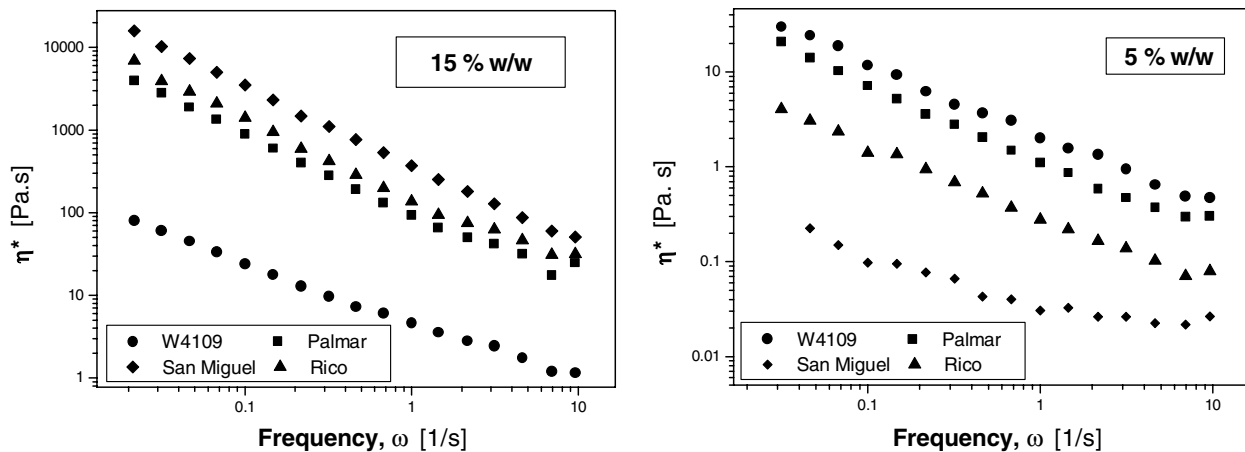 15 % w/w
10000
1000
100
10
1
η* [Pa.s]
0.1
1
10
Frequency, ω [1/s]
W4109
Palmar
San Miguel
Rico
5 % w/w
10
1
0.1
0.01
η* [Pa. s]
0.1
1
10
Frequency, ω [1/s]
W4109
Palmar
San Miguel
Rico